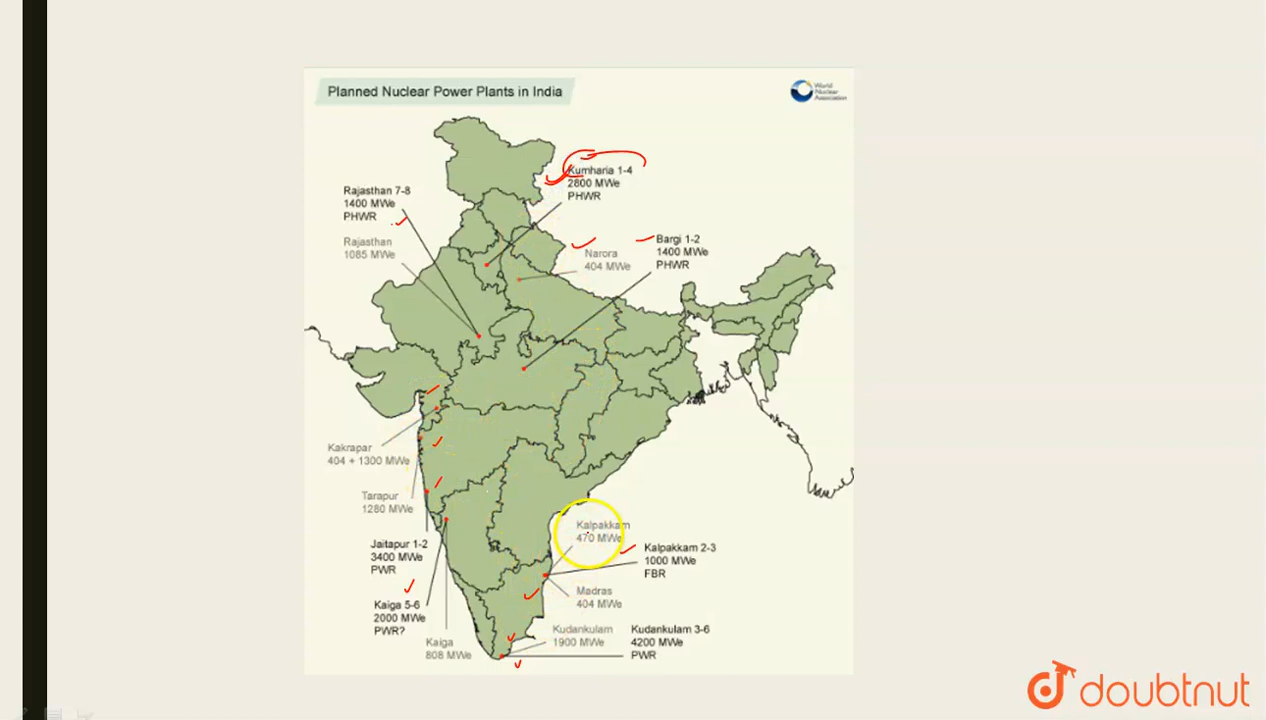 Planned Nuclear Power Plants in India
World
Nuclear
Association
Kumharia 1-4
2800 MWe
PHWR
Rajasthan 7-8
1400 MWe
PHWR
Rajasthan
1085 MWe
Narora
404 MWe
Bargi 1-2
1400 MWe
PHWR
Kakrapar
404 + 1300 MWe
Tarapur
1280 MWe
Jaitapur 1-2
3400 MWe
PWR
Kaiga 5-6
2000 MWe
PWR?
Kaiga
808 MWe
Kalpakkam
470 MWe
Kalpakkam 2-3
1000 MWe
FBR
Madras
404 MWe
Kudankulam
1900 MWe
Kudankulam 3-6
4200 MWe
PWR
doubtnut